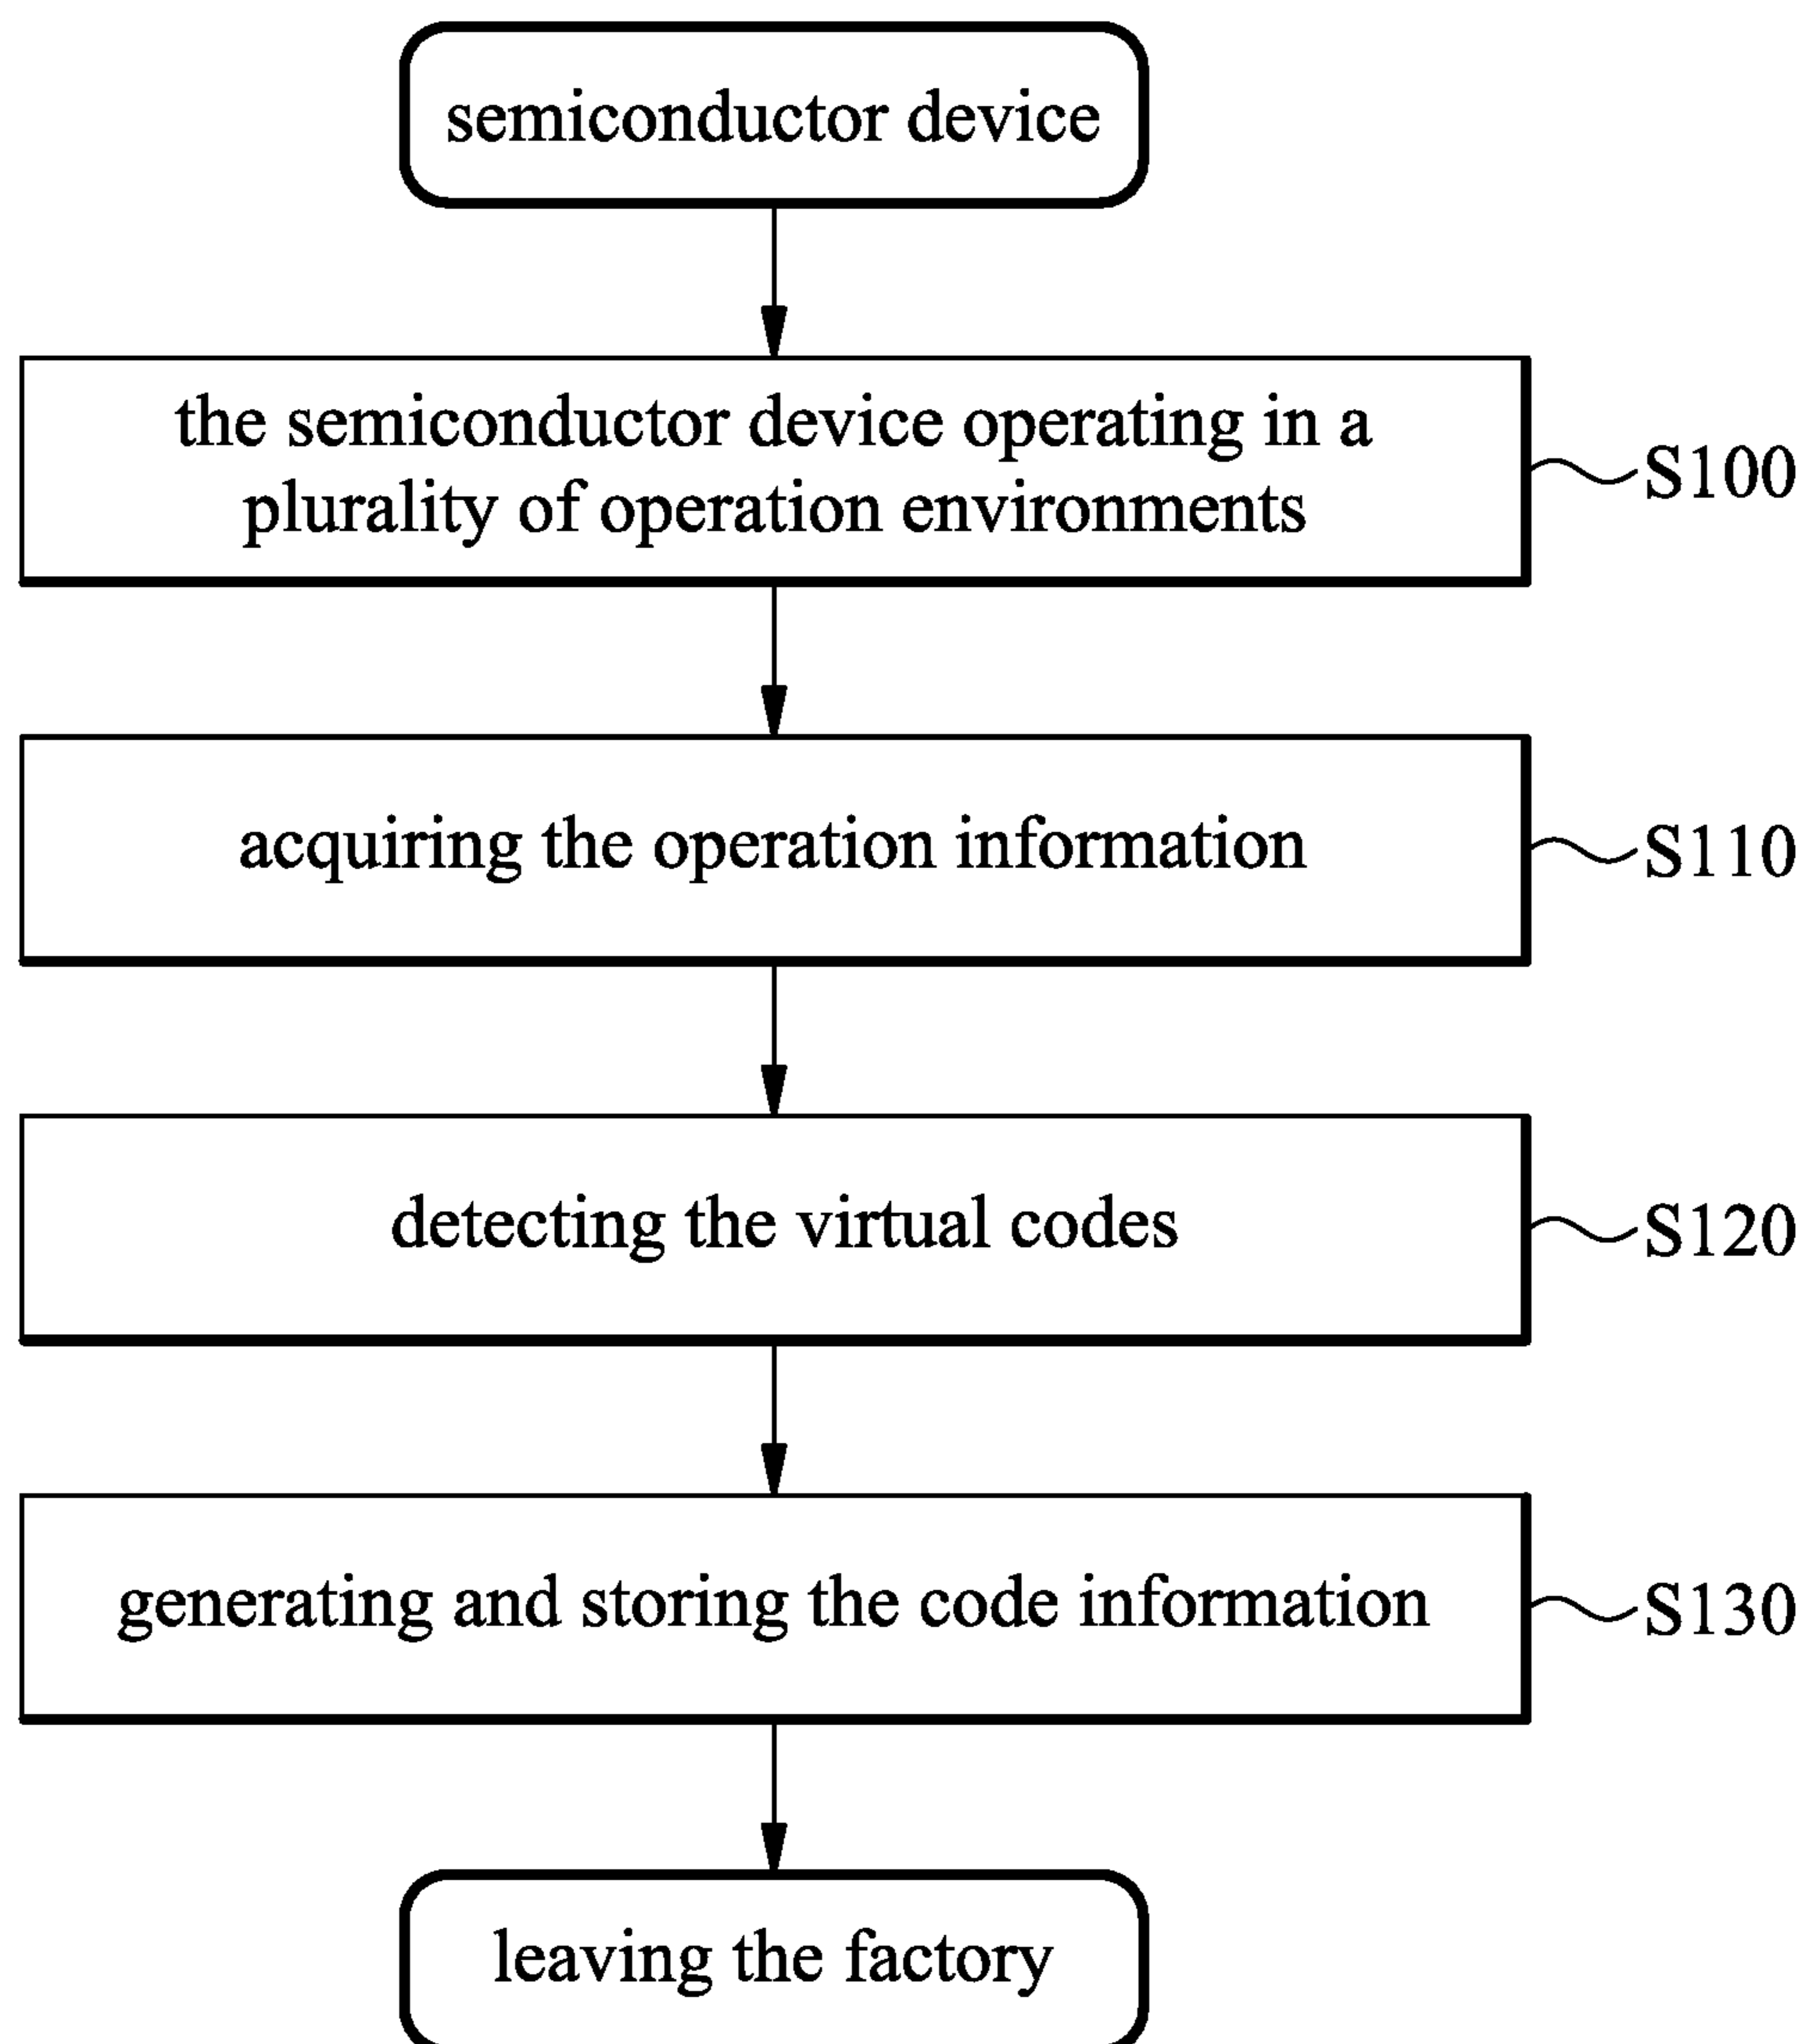 semiconductor device
the semiconductor device operating in a
plurality of operation environments
S100
acquiring the operation information
S110
detecting the virtual codes
S120
generating and storing the code information
S130
leaving the factory